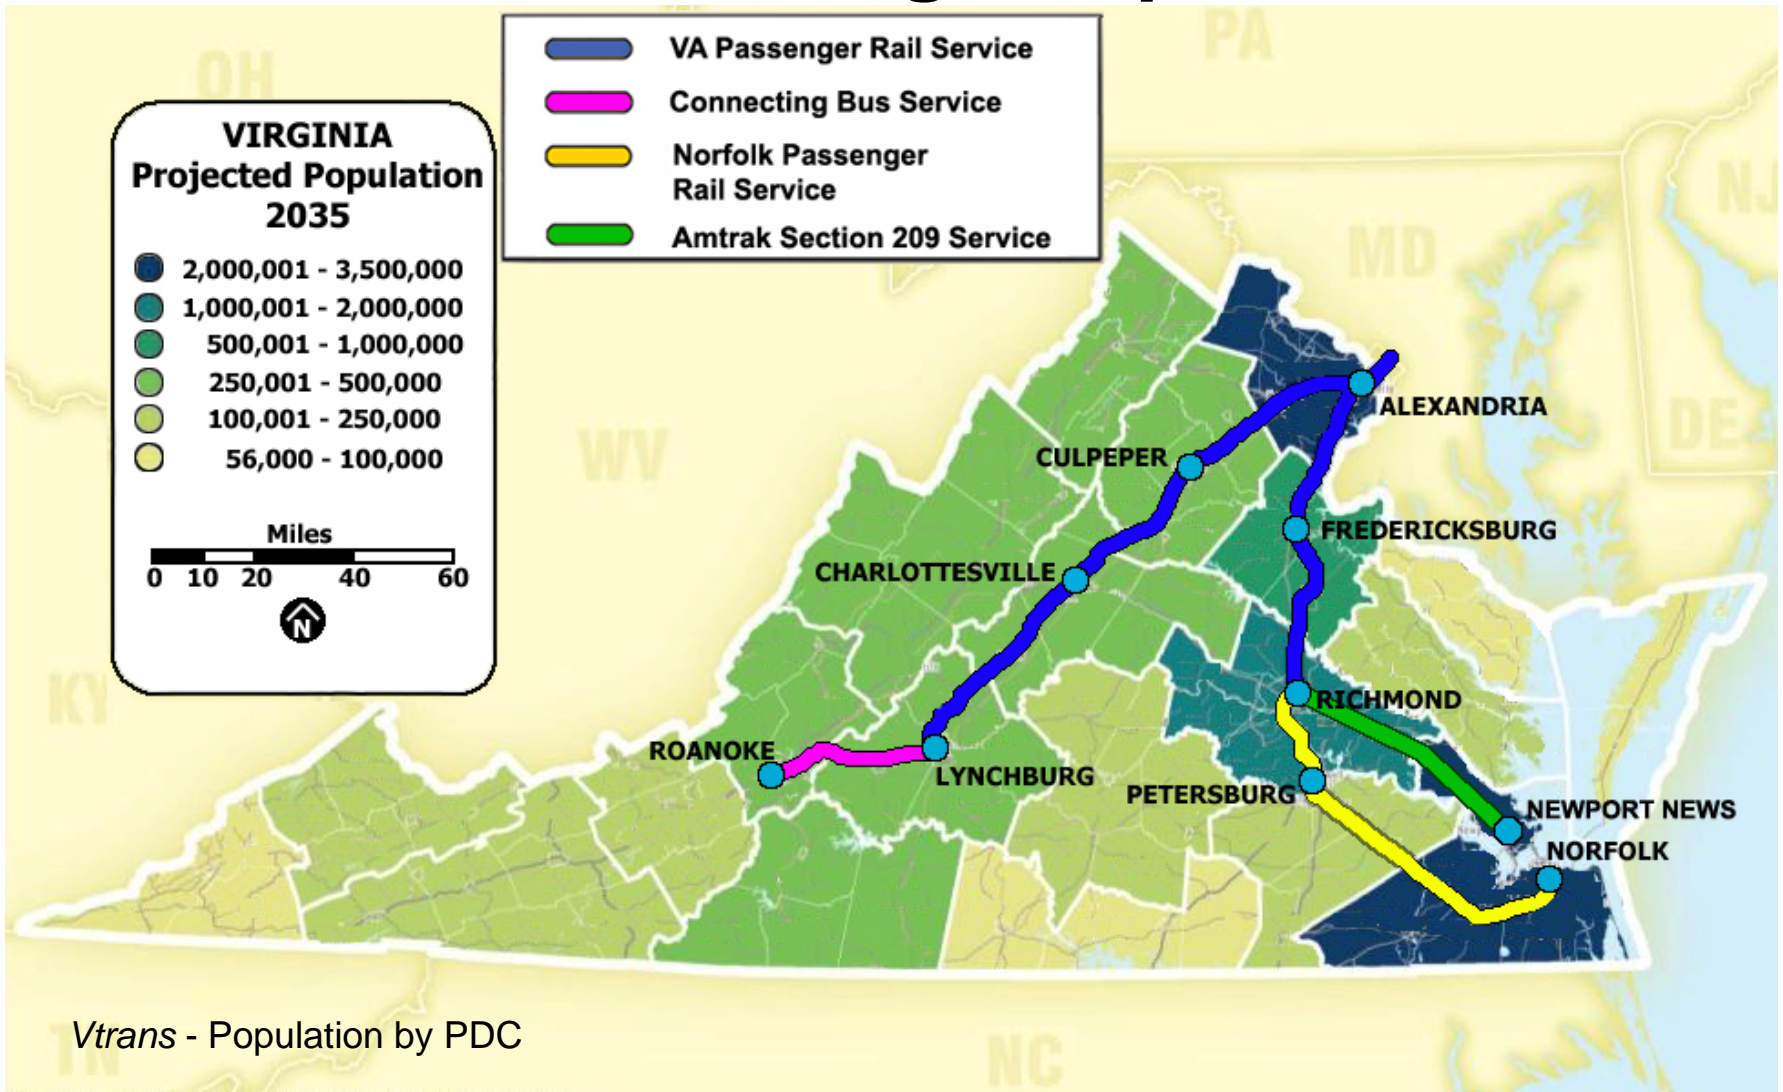 VA Passenger Rail Service
Connecting Bus Service
Norfolk Passenger
Rail Service
Amtrak Section 209 Service
VIRGINIA
Projected Population
2035
2,000,001 - 3,500,000
1,000,001 - 2,000,000
500,001 - 1,000,000
250,001 - 500,000
100,001 - 250,000
56,000 - 100,000
Miles
0 10 20 40 60
N
OH
PA
NJ
MD
DE
WV
KY
TN
NC
ALEXANDRIA
CULPEPER
FREDERICKSBURG
CHARLOTTESVILLE
RICHMOND
ROANOKE
LYNCHBURG
PETERSBURG
NEWPORT NEWS
NORFOLK
Vtrans - Population by PDC